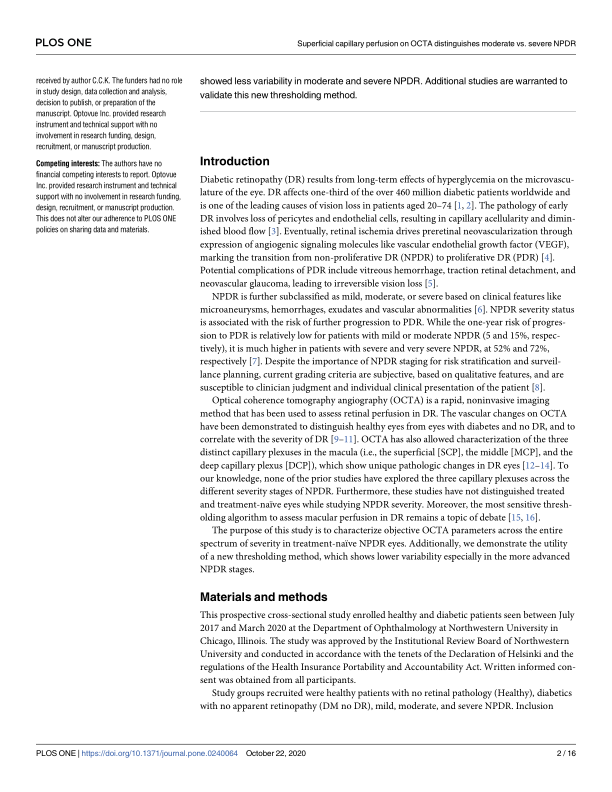 PLOS ONE
Superficial capillary perfusion on OCTA distinguishes moderate vs. severe NPDR
received by author C.C.K. The funders had no role
in study design, data collection and analysis,
decision to publish, or preparation of the
manuscript. Optovue Inc. provided research
instrument and technical support with no
involvement in research funding, design,
recruitment, or manuscript production.
Competing interests: The authors have no
financial competing interests to report. Optovue
Inc. provided research instrument and technical
support with no involvement in research funding,
design, recruitment, or manuscript production.
This does not alter our adherence to PLOS ONE
policies on sharing data and materials.
showed less variability in moderate and severe NPDR. Additional studies are warranted to
validate this new thresholding method.
Introduction
Diabetic retinopathy (DR) results from long-term effects of hyperglycemia on the microvascu-
lature of the eye. DR affects one-third of the over 460 million diabetic patients worldwide and
is one of the leading causes of vision loss in patients aged 20–74 [1, 2]. The pathology of early
DR involves loss of pericytes and endothelial cells, resulting in capillary acellularity and dimin-
ished blood flow [3]. Eventually, retinal ischemia drives preretinal neovascularization through
expression of angiogenic signaling molecules like vascular endothelial growth factor (VEGF),
marking the transition from non-proliferative DR (NPDR) to proliferative DR (PDR) [4].
Potential complications of PDR include vitreous hemorrhage, traction retinal detachment, and
neovascular glaucoma, leading to irreversible vision loss [5].
NPDR is further subclassified as mild, moderate, or severe based on clinical features like
microaneurysms, hemorrhages, exudates and vascular abnormalities [6]. NPDR severity status
is associated with the risk of further progression to PDR. While the one-year risk of progres-
sion to PDR is relatively low for patients with mild or moderate NPDR (5 and 15%, respec-
tively), it is much higher in patients with severe and very severe NPDR, at 52% and 72%,
respectively [7]. Despite the importance of NPDR staging for risk stratification and surveil-
lance planning, current grading criteria are subjective, based on qualitative features, and are
susceptible to clinician judgment and individual clinical presentation of the patient [8].
Optical coherence tomography angiography (OCTA) is a rapid, noninvasive imaging
method that has been used to assess retinal perfusion in DR. The vascular changes on OCTA
have been demonstrated to distinguish healthy eyes from eyes with diabetes and no DR, and to
correlate with the severity of DR [9–11]. OCTA has also allowed characterization of the three
distinct capillary plexuses in the macula (i.e., the superficial [SCP], the middle [MCP], and the
deep capillary plexus [DCP]), which show unique pathologic changes in DR eyes [12–14]. To
our knowledge, none of the prior studies have explored the three capillary plexuses across the
different severity stages of NPDR. Furthermore, these studies have not distinguished treated
and treatment-naïve eyes while studying NPDR severity. Moreover, the most sensitive thresh-
olding algorithm to assess macular perfusion in DR remains a topic of debate [15, 16].
The purpose of this study is to characterize objective OCTA parameters across the entire
spectrum of severity in treatment-naïve NPDR eyes. Additionally, we demonstrate the utility
of a new thresholding method, which shows lower variability especially in the more advanced
NPDR stages.
Materials and methods
This prospective cross-sectional study enrolled healthy and diabetic patients seen between July
2017 and March 2020 at the Department of Ophthalmology at Northwestern University in
Chicago, Illinois. The study was approved by the Institutional Review Board of Northwestern
University and conducted in accordance with the tenets of the Declaration of Helsinki and the
regulations of the Health Insurance Portability and Accountability Act. Written informed con-
sent was obtained from all participants.
Study groups recruited were healthy patients with no retinal pathology (Healthy), diabetics
with no apparent retinopathy (DM no DR), mild, moderate, and severe NPDR. Inclusion
PLOS ONE | https://doi.org/10.1371/journal.pone.0240064 October 22, 2020
2 / 16